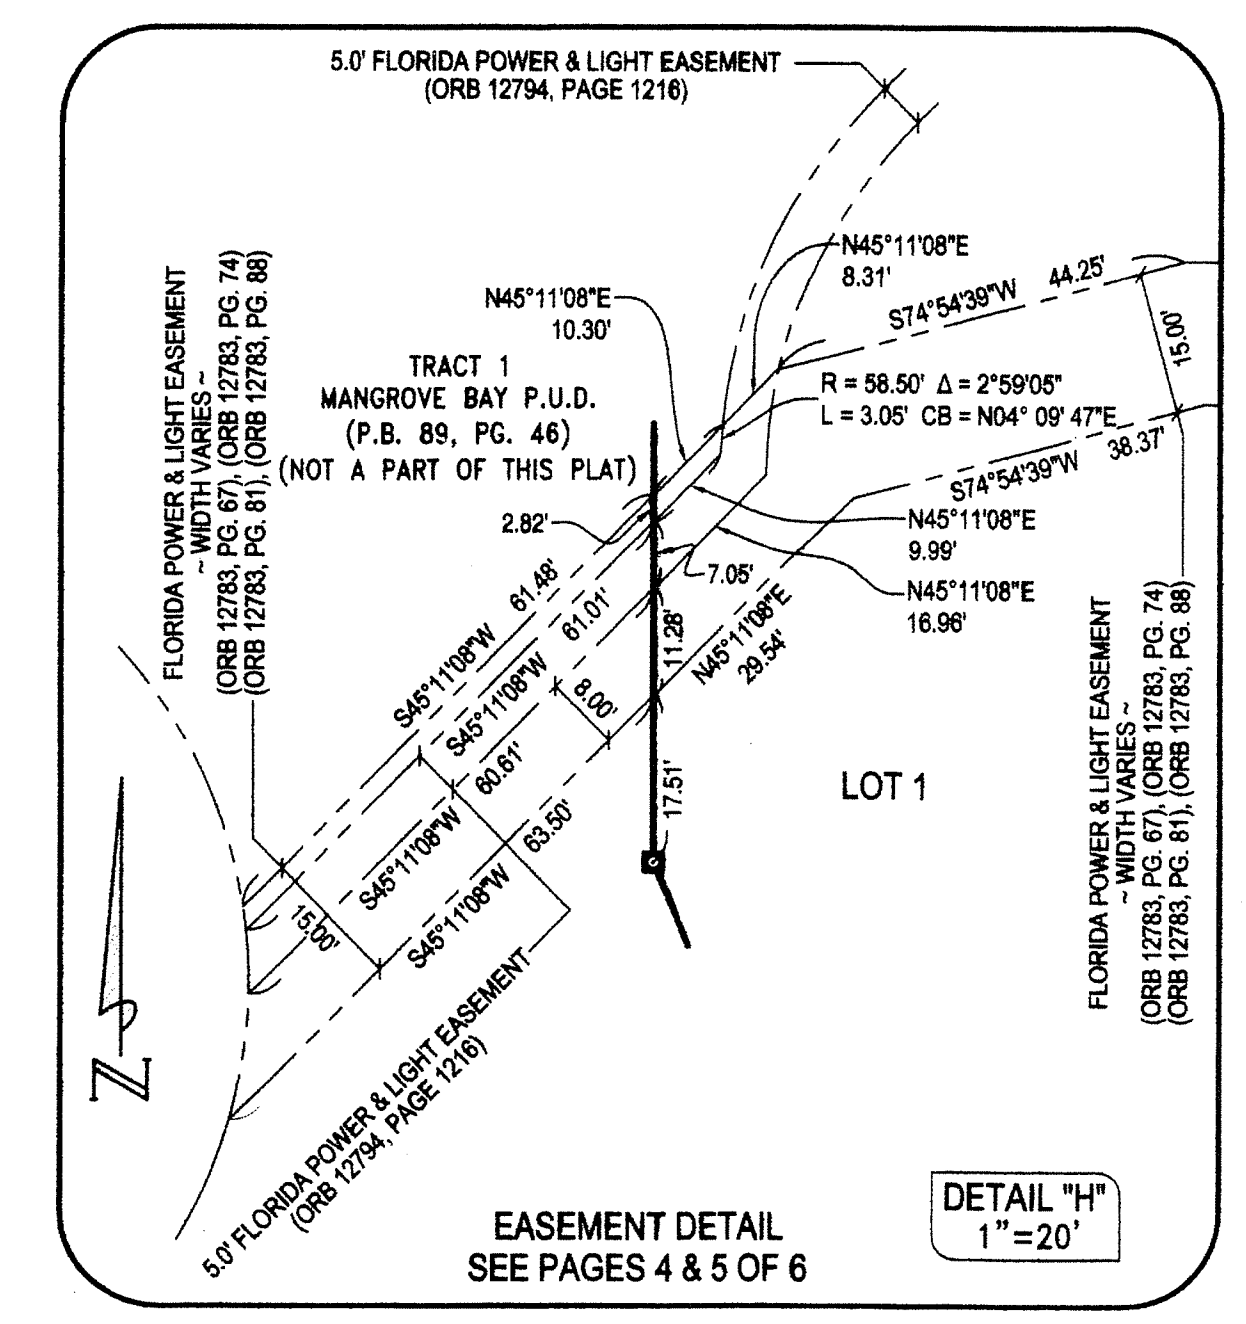 5.0' FLORIDA POWER & LIGHT EASEMENT
(ORB 12794, PAGE 1216)
N45°11'08"E
8.31'
N45°11'08"E
10.30'
S74°54'39"W 44.25'
15.00'
TRACT 1
MANGROVE BAY P.U.D.
(P.B. 89, PG. 46)
(NOT A PART OF THIS PLAT)
R = 58.50' Δ = 2°59'05"
L = 3.05' CB = N04° 09' 47"E
S74°54'39"W 38.37'
FLORIDA POWER & LIGHT EASEMENT
~ WIDTH VARIES ~
(ORB 12783, PG. 67), (ORB 12783, PG. 74)
(ORB 12783, PG. 81), (ORB 12783, PG. 88)
2.82'
N45°11'08"E
9.99'
7.05'
N45°11'08"E
16.96'
S45°11'08"W 61.48'
S45°11'08"W 61.01'
11.28'
N45°11'08"E
29.54'
8.00'
S45°11'08"W 60.61'
S45°11'08"W 63.50'
17.51'
LOT 1
15.00'
FLORIDA POWER & LIGHT EASEMENT
~ WIDTH VARIES ~
(ORB 12783, PG. 67), (ORB 12783, PG. 74)
(ORB 12783, PG. 81), (ORB 12783, PG. 88)
5.0' FLORIDA POWER & LIGHT EASEMENT
(ORB 12794, PAGE 1216)
N
EASEMENT DETAIL
SEE PAGES 4 & 5 OF 6
DETAIL "H"
1"=20'